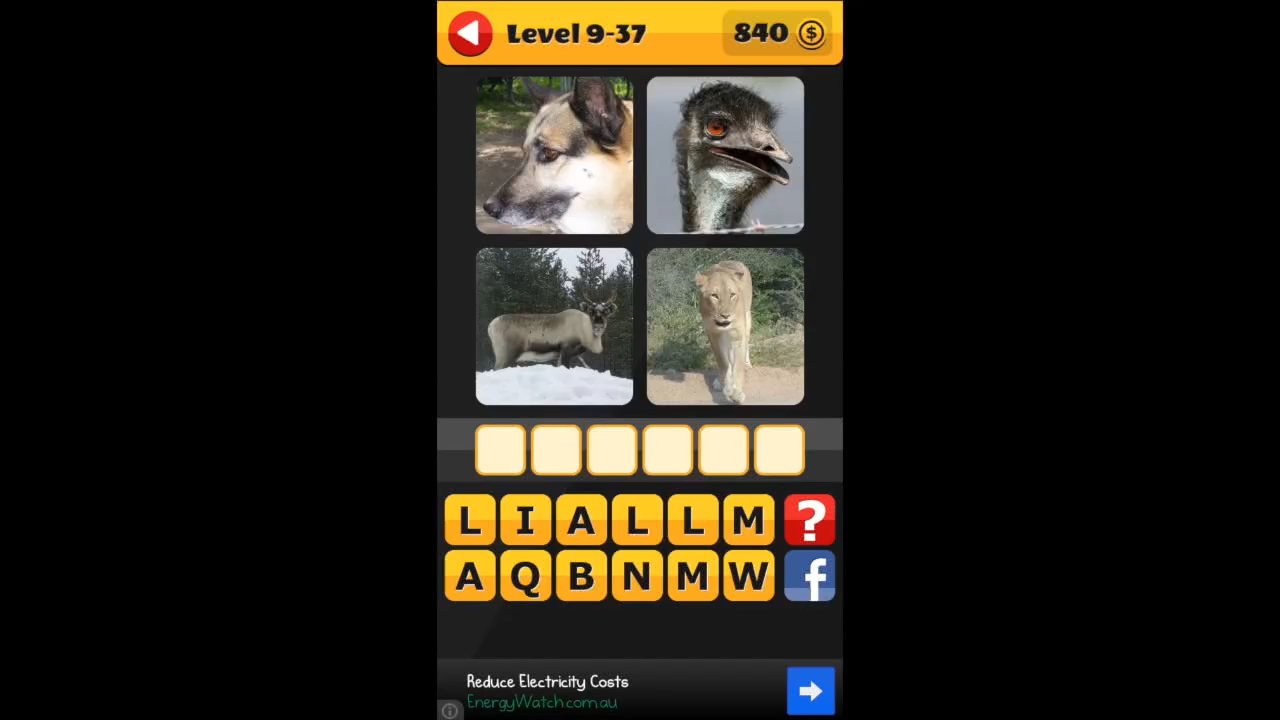 Level 9-37
840 $
L I A L L M ?
A Q B N M W f
Reduce Electricity Costs
EnergyWatch.com.au
i